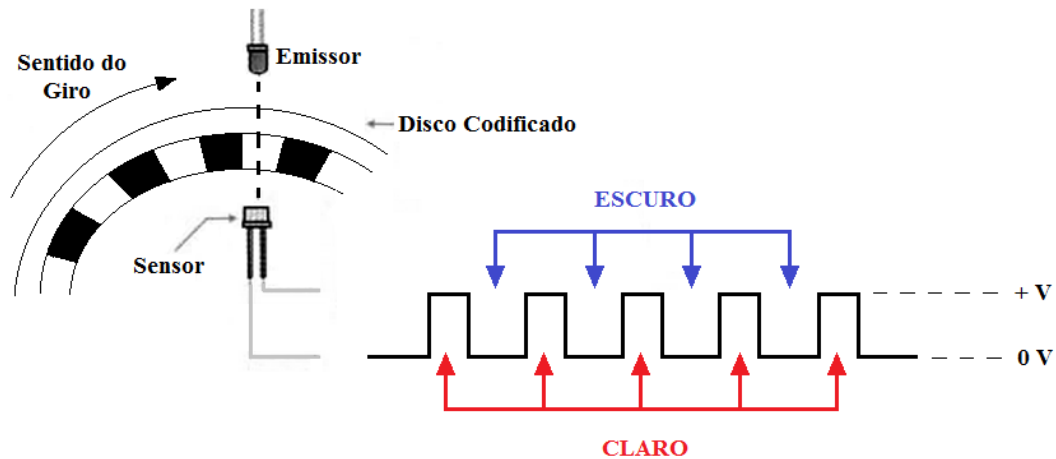 Emissor
Sentido do
Giro
Disco Codificado
ESCURO
Sensor
+ V
0 V
CLARO